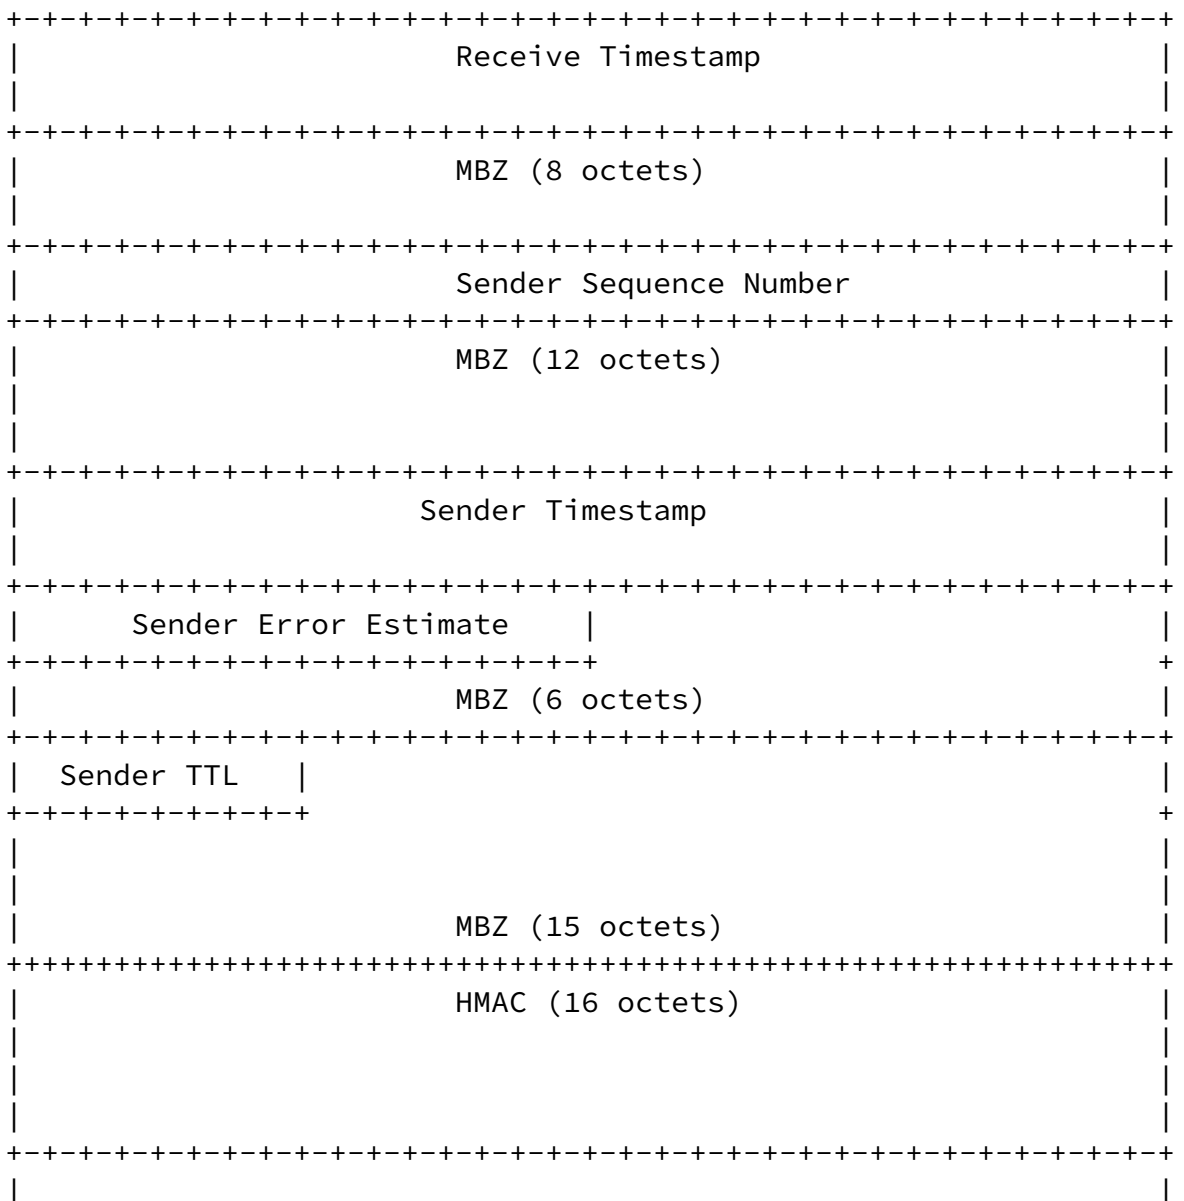 +-+-+-+-+-+-+-+-+-+-+-+-+-+-+-+-+-+-+-+-+-+-+-+-+-+-+-+-+-+-+-+-+
|                        Receive Timestamp                      |
|                                                               |
+-+-+-+-+-+-+-+-+-+-+-+-+-+-+-+-+-+-+-+-+-+-+-+-+-+-+-+-+-+-+-+-+
|                        MBZ (8 octets)                         |
|                                                               |
+-+-+-+-+-+-+-+-+-+-+-+-+-+-+-+-+-+-+-+-+-+-+-+-+-+-+-+-+-+-+-+-+
|                        Sender Sequence Number                 |
+-+-+-+-+-+-+-+-+-+-+-+-+-+-+-+-+-+-+-+-+-+-+-+-+-+-+-+-+-+-+-+-+
|                        MBZ (12 octets)                        |
|                                                               |
|                                                               |
+-+-+-+-+-+-+-+-+-+-+-+-+-+-+-+-+-+-+-+-+-+-+-+-+-+-+-+-+-+-+-+-+
|                      Sender Timestamp                         |
|                                                               |
+-+-+-+-+-+-+-+-+-+-+-+-+-+-+-+-+-+-+-+-+-+-+-+-+-+-+-+-+-+-+-+-+
|      Sender Error Estimate    |                               |
+-+-+-+-+-+-+-+-+-+-+-+-+-+-+-+-+                               +
|                        MBZ (6 octets)                         |
+-+-+-+-+-+-+-+-+-+-+-+-+-+-+-+-+-+-+-+-+-+-+-+-+-+-+-+-+-+-+-+-+
|  Sender TTL   |                                               |
+-+-+-+-+-+-+-+-+                                               +
|                                                               |
|                                                               |
|                        MBZ (15 octets)                        |
+++++++++++++++++++++++++++++++++++++++++++++++++++++++++++++++++
|                        HMAC (16 octets)                       |
|                                                               |
|                                                               |
|                                                               |
+-+-+-+-+-+-+-+-+-+-+-+-+-+-+-+-+-+-+-+-+-+-+-+-+-+-+-+-+-+-+-+-+
|                                                               |